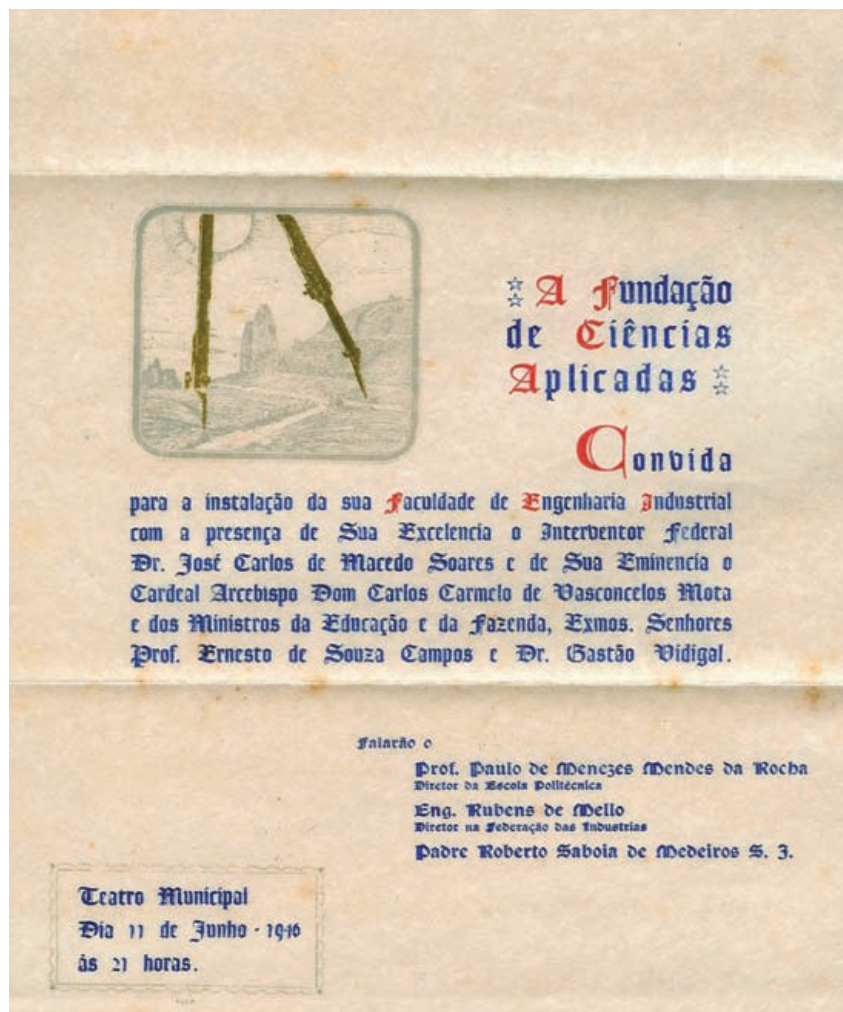 A Fundação
de Ciências
Aplicadas
Convida
para a instalação da sua Faculdade de Engenharia Industrial
com a presença de Sua Excelencia o Interventor Federal
Dr. José Carlos de Macedo Soares e de Sua Eminencia o
Cardeal Arcebispo Dom Carlos Carmelo de Vasconcelos Mota
e dos Ministros da Educação e da Fazenda, Exmos. Senhores
Prof. Ernesto de Souza Campos e Dr. Gastão Vidigal.
Falarão o
Prof. Paulo de Menezes Mendes da Rocha
Diretor da Escola Politécnica
Eng. Rubens de Mello
Diretor na Federação das Industrias
Padre Roberto Saboia de Medeiros S. J.
Teatro Municipal
Dia 11 de Junho - 1946
ás 21 horas.